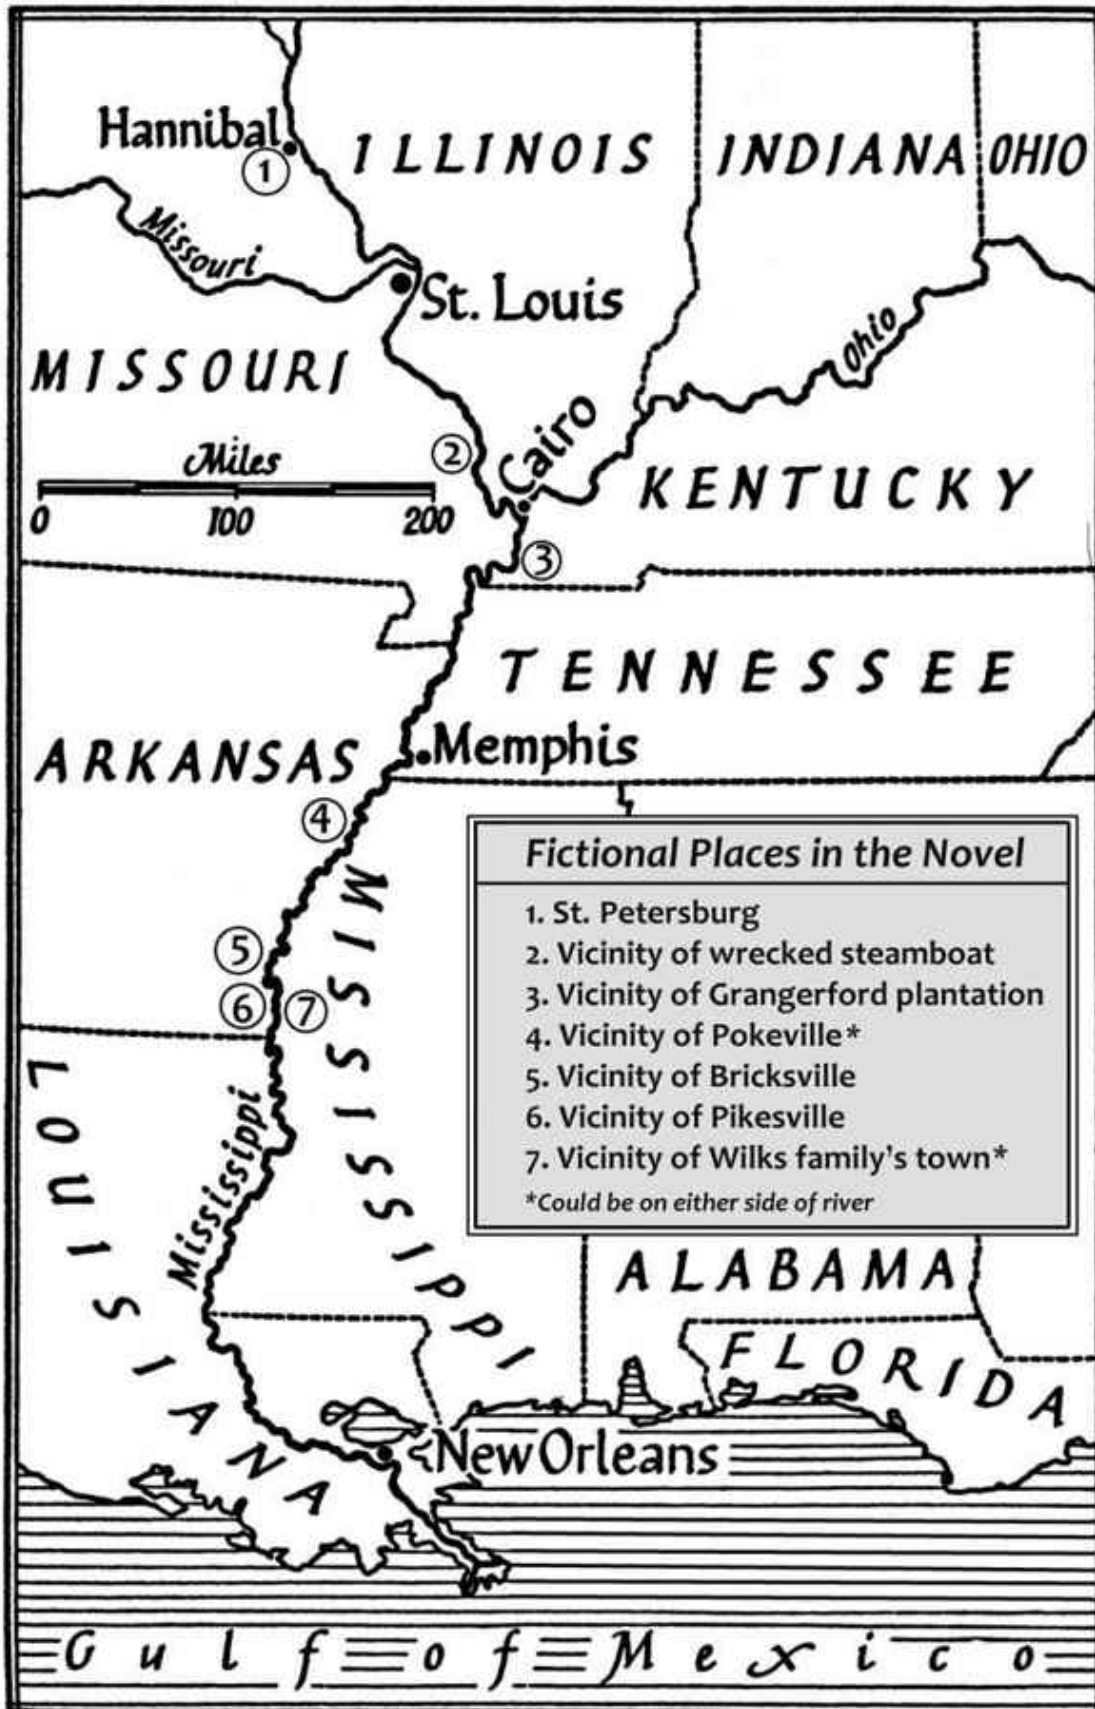 Hannibal
1
ILLINOIS
INDIANA
OHIO
Missouri
St. Louis
Ohio
MISSOURI
Cairo
2
Miles
0 100 200
KENTUCKY
3
TENNESSEE
Memphis
ARKANSAS
4
Fictional Places in the Novel
1. St. Petersburg
2. Vicinity of wrecked steamboat
3. Vicinity of Grangerford plantation
4. Vicinity of Pokeville*
5. Vicinity of Bricksville
6. Vicinity of Pikesville
7. Vicinity of Wilks family's town*
*Could be on either side of river
5
6
7
MISSISSIPPI
LOUISIANA
Mississippi
ALABAMA
FLORIDA
New Orleans
Gulf of Mexico